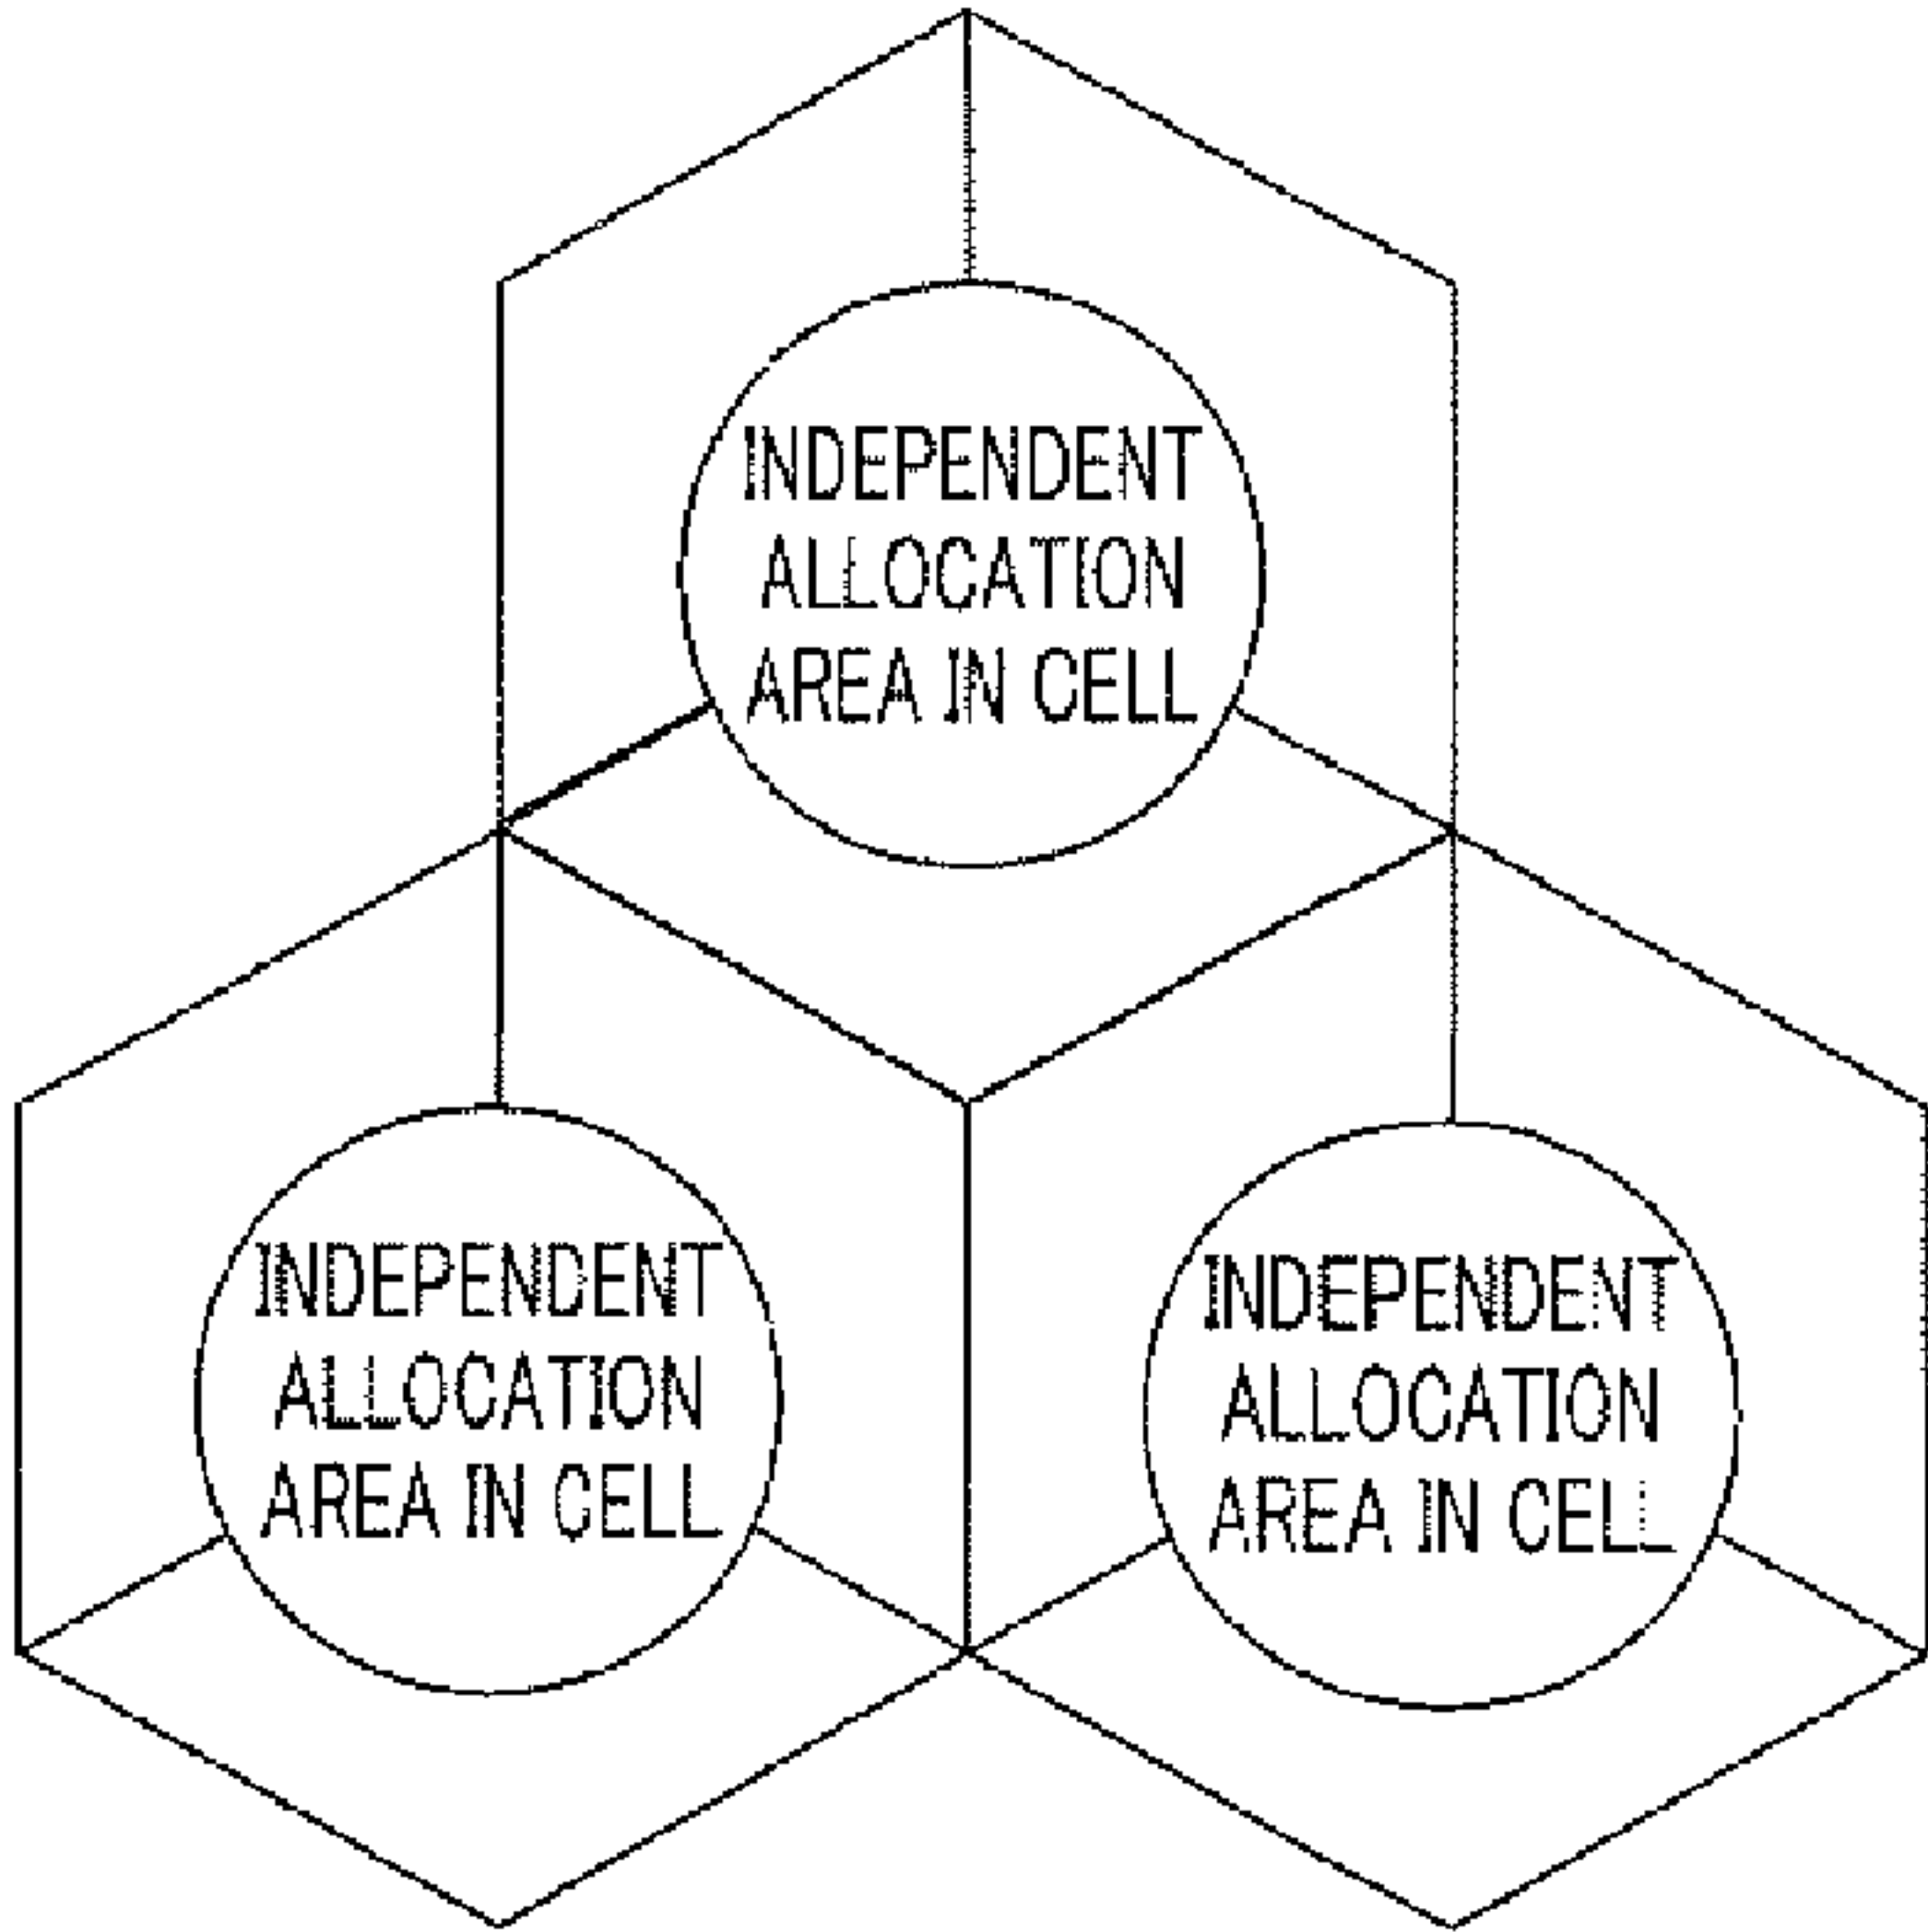 INDEPENDENT
ALLOCATION
AREA IN CELL
INDEPENDENT
ALLOCATION
AREA IN CELL
INDEPENDENT
ALLOCATION
AREA IN CELL